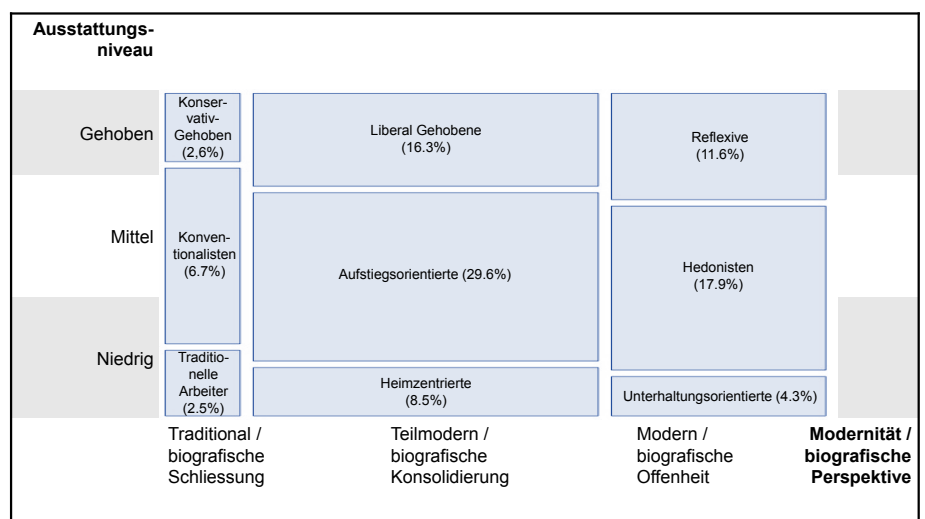 Ausstattungs-
niveau
Gehoben
Konser-
vativ-
Gehoben
(2,6%)
Liberal Gehobene
(16.3%)
Reflexive
(11.6%)
Mittel
Konven-
tionalisten
(6.7%)
Aufstiegsorientierte (29.6%)
Hedonisten
(17.9%)
Niedrig
Traditio-
nelle
Arbeiter
(2.5%)
Heimzentrierte
(8.5%)
Unterhaltungsorientierte (4.3%)
Traditional /
biografische
Schliessung
Teilmodern /
biografische
Konsolidierung
Modern /
biografische
Offenheit
Modernität /
biografische
Perspektive